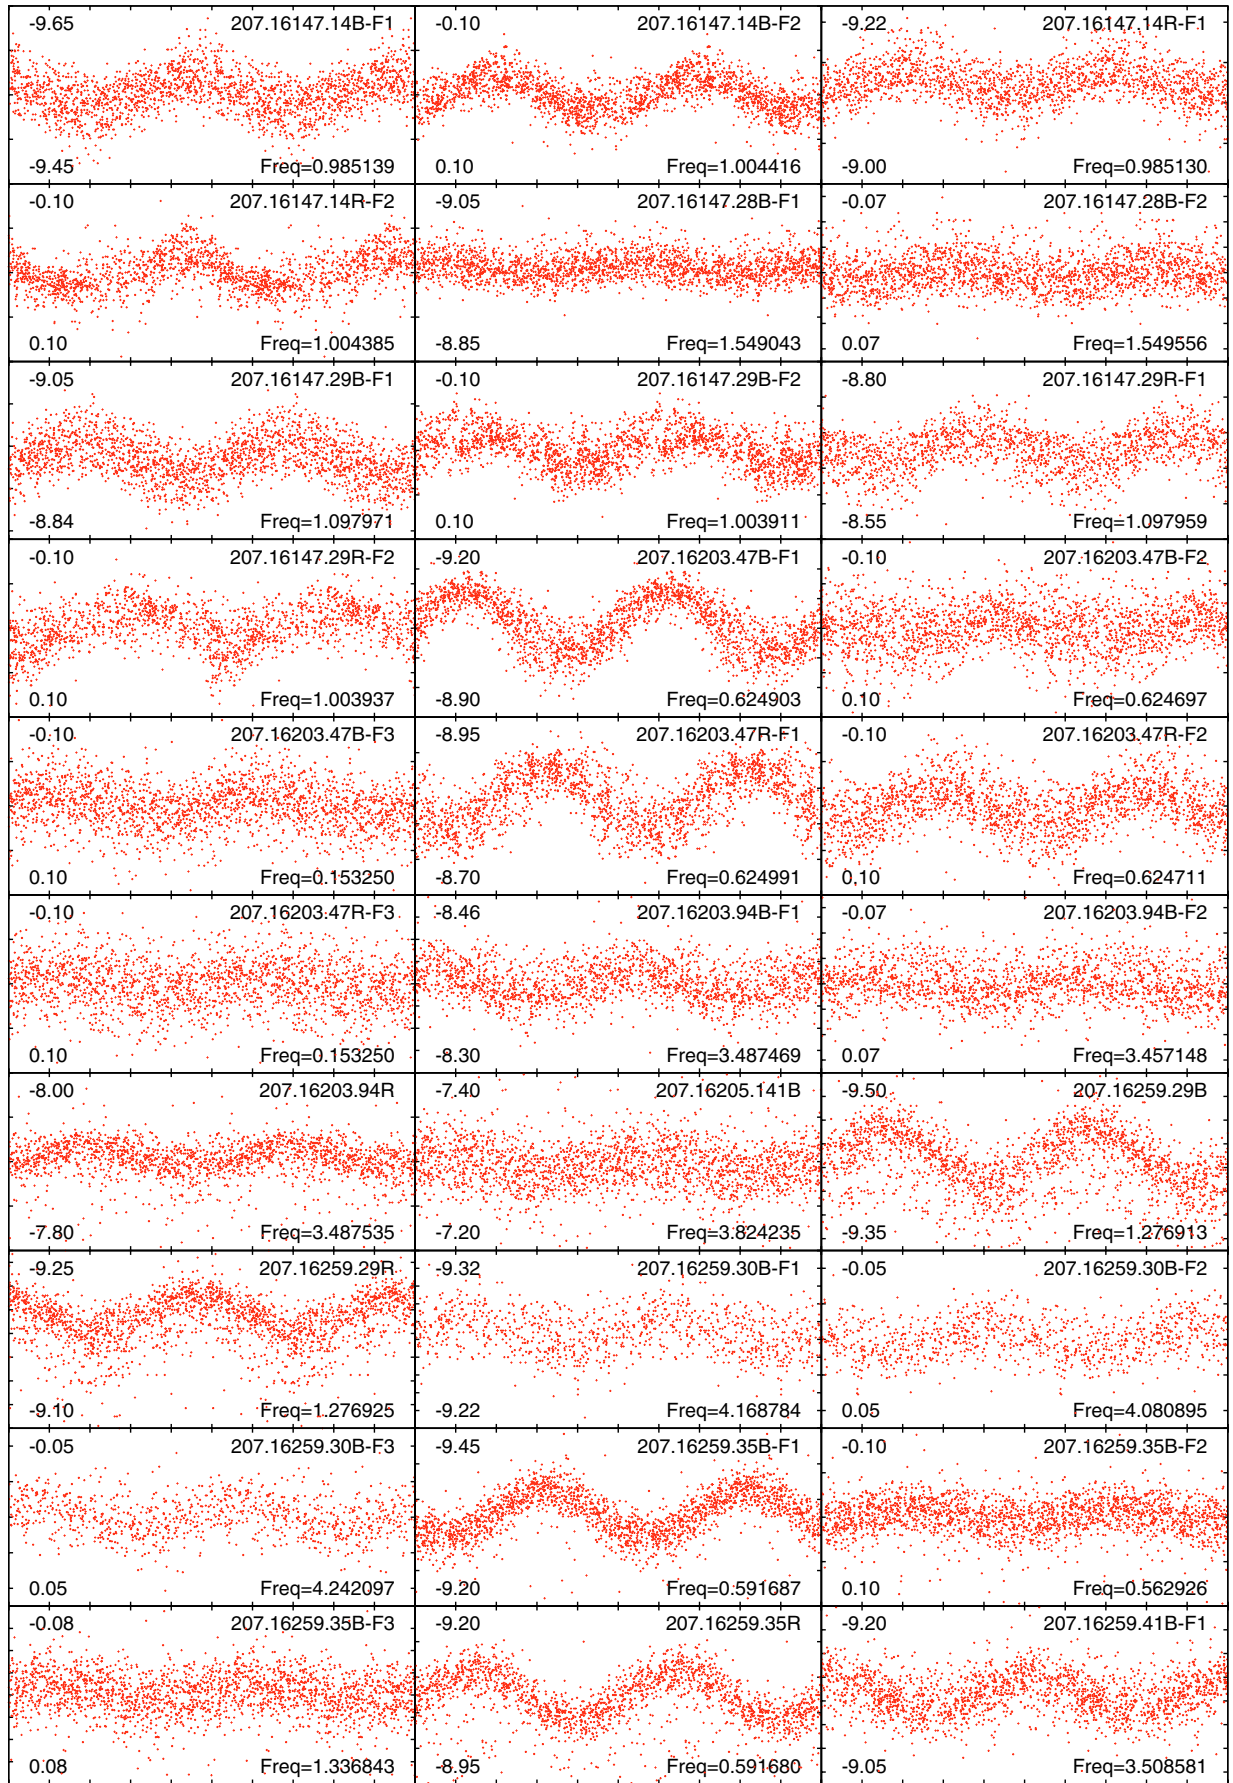 -9.65 207.16147.14B-F1
-9.45 Freq=0.985139
-0.10 207.16147.14B-F2
0.10 Freq=1.004416
-9.22 207.16147.14R-F1
-9.00 Freq=0.985130
-0.10 207.16147.14R-F2
0.10 Freq=1.004385
-9.05 207.16147.28B-F1
-8.85 Freq=1.549043
-0.07 207.16147.28B-F2
0.07 Freq=1.549556
-9.05 207.16147.29B-F1
-8.84 Freq=1.097971
-0.10 207.16147.29B-F2
0.10 Freq=1.003911
-8.80 207.16147.29R-F1
-8.55 Freq=1.097959
-0.10 207.16147.29R-F2
0.10 Freq=1.003937
-9.20 207.16203.47B-F1
-8.90 Freq=0.624903
-0.10 207.16203.47B-F2
0.10 Freq=0.624697
-0.10 207.16203.47B-F3
0.10 Freq=0.153250
-8.95 207.16203.47R-F1
-8.70 Freq=0.624991
-0.10 207.16203.47R-F2
0.10 Freq=0.624711
-0.10 207.16203.47R-F3
0.10 Freq=0.153250
-8.46 207.16203.94B-F1
-8.30 Freq=3.487469
-0.07 207.16203.94B-F2
0.07 Freq=3.457148
-8.00 207.16203.94R
-7.80 Freq=3.487535
-7.40 207.16205.141B
-7.20 Freq=3.824235
-9.50 207.16259.29B
-9.35 Freq=1.276913
-9.25 207.16259.29R
-9.10 Freq=1.276925
-9.32 207.16259.30B-F1
-9.22 Freq=4.168784
-0.05 207.16259.30B-F2
0.05 Freq=4.080895
-0.05 207.16259.30B-F3
0.05 Freq=4.242097
-9.45 207.16259.35B-F1
-9.20 Freq=0.591687
-0.10 207.16259.35B-F2
0.10 Freq=0.562926
-0.08 207.16259.35B-F3
0.08 Freq=1.336843
-9.20 207.16259.35R
-8.95 Freq=0.591680
-9.20 207.16259.41B-F1
-9.05 Freq=3.508581